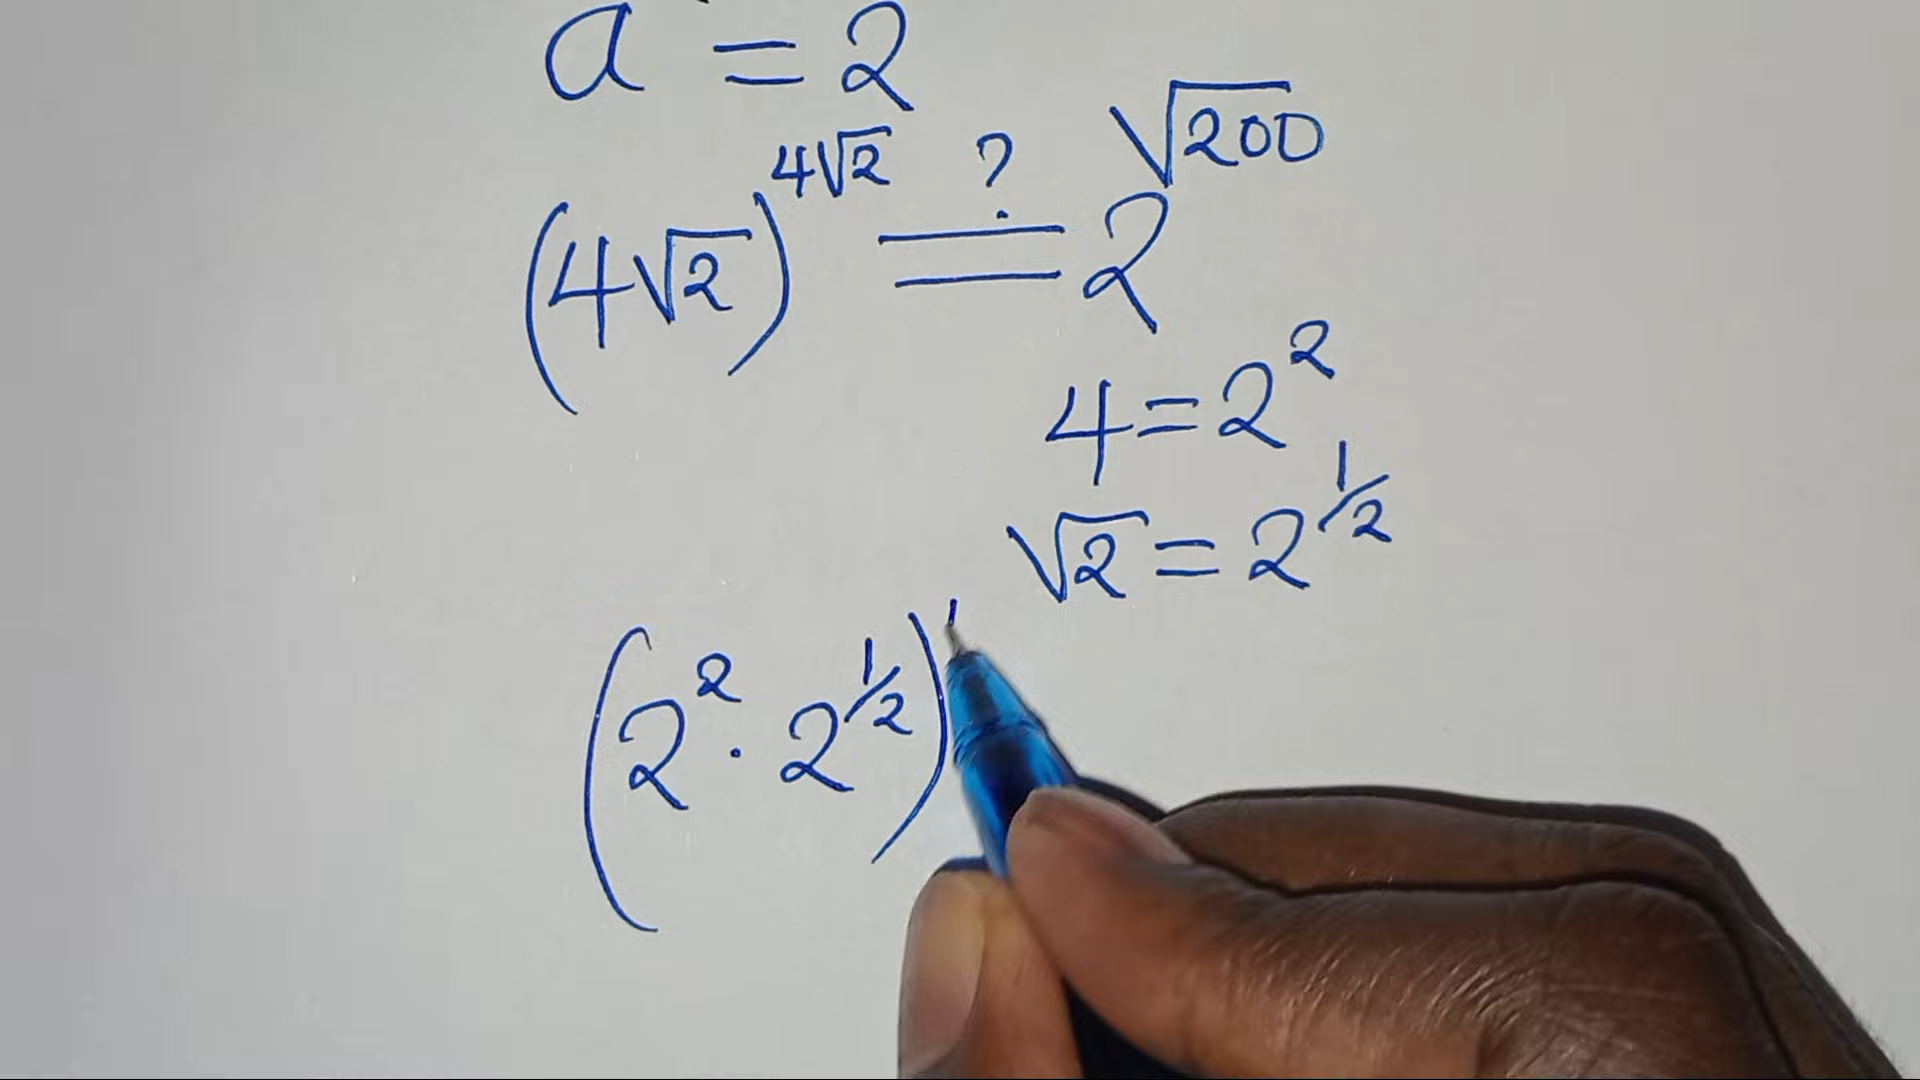 a = 2
(4√2)^4√2 ?= 2^√200
4 = 2^2
√2 = 2^1/2
(2^2 · 2^1/2)